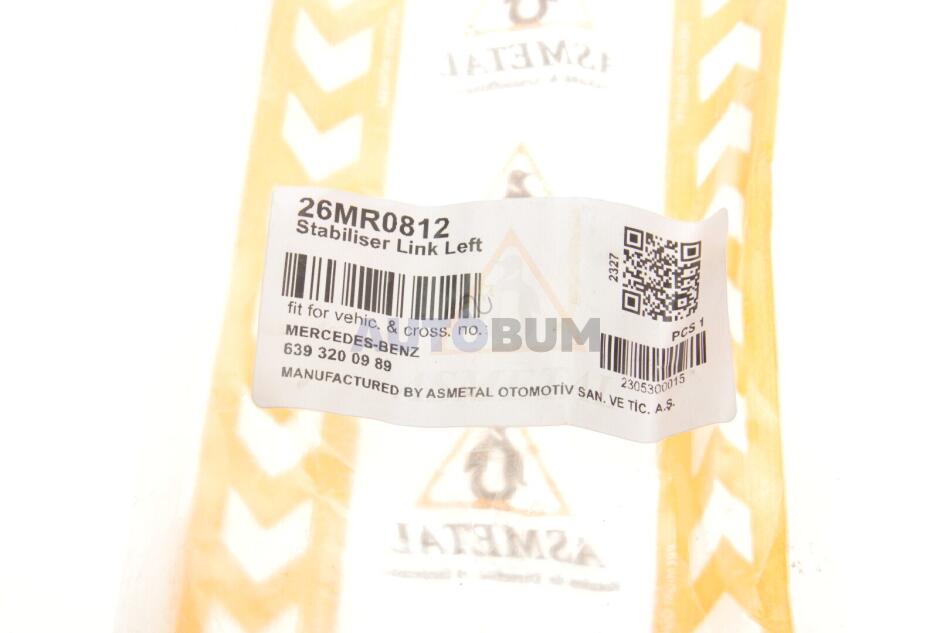 ASMETAL
26MR0812
Stabiliser Link Left
fit for vehic. & cross. no.:
MERCEDES-BENZ
639 320 09 89
MANUFACTURED BY ASMETAL OTOMOTİV SAN. VE TİC. A.Ş.
2327
PCS 1
2305300015
AUTOBUM
ASMETAL